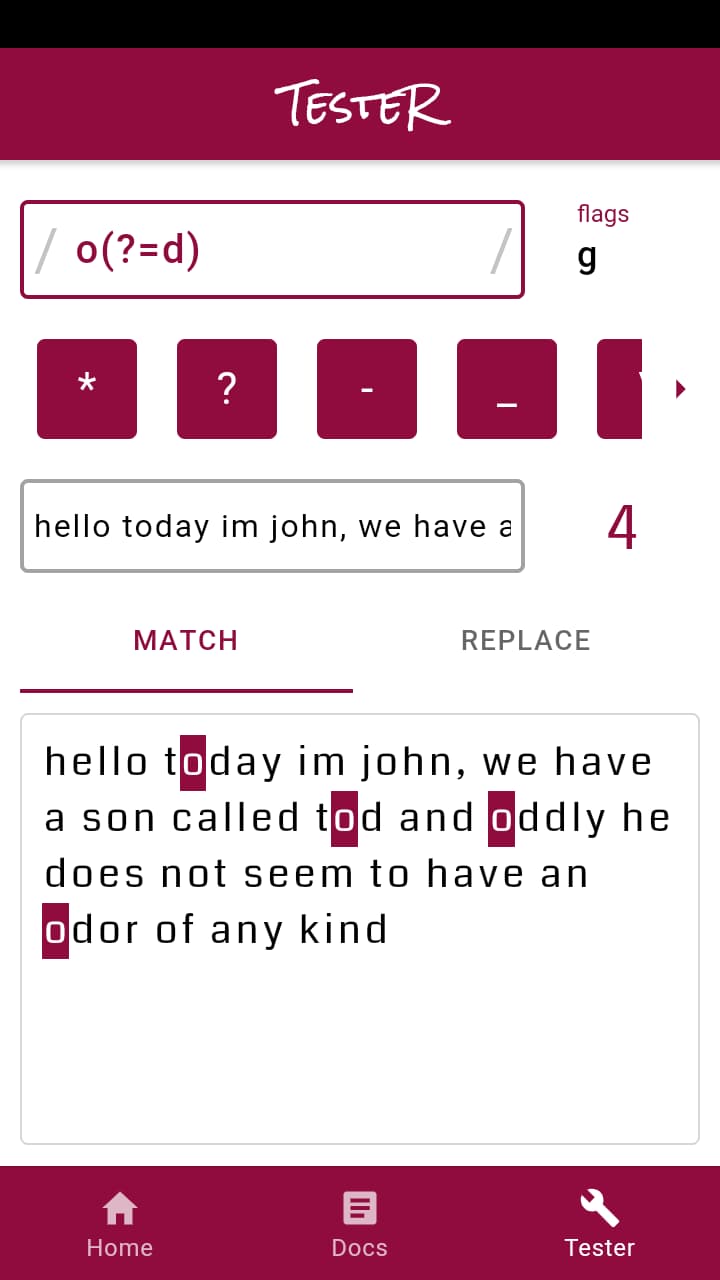 TESTER
/ o(?=d) /
flags
g
* ? - _
hello today im john, we have a
4
MATCH REPLACE
hello today im john, we have
a son called tod and oddly he
does not seem to have an
odor of any kind
Home Docs Tester